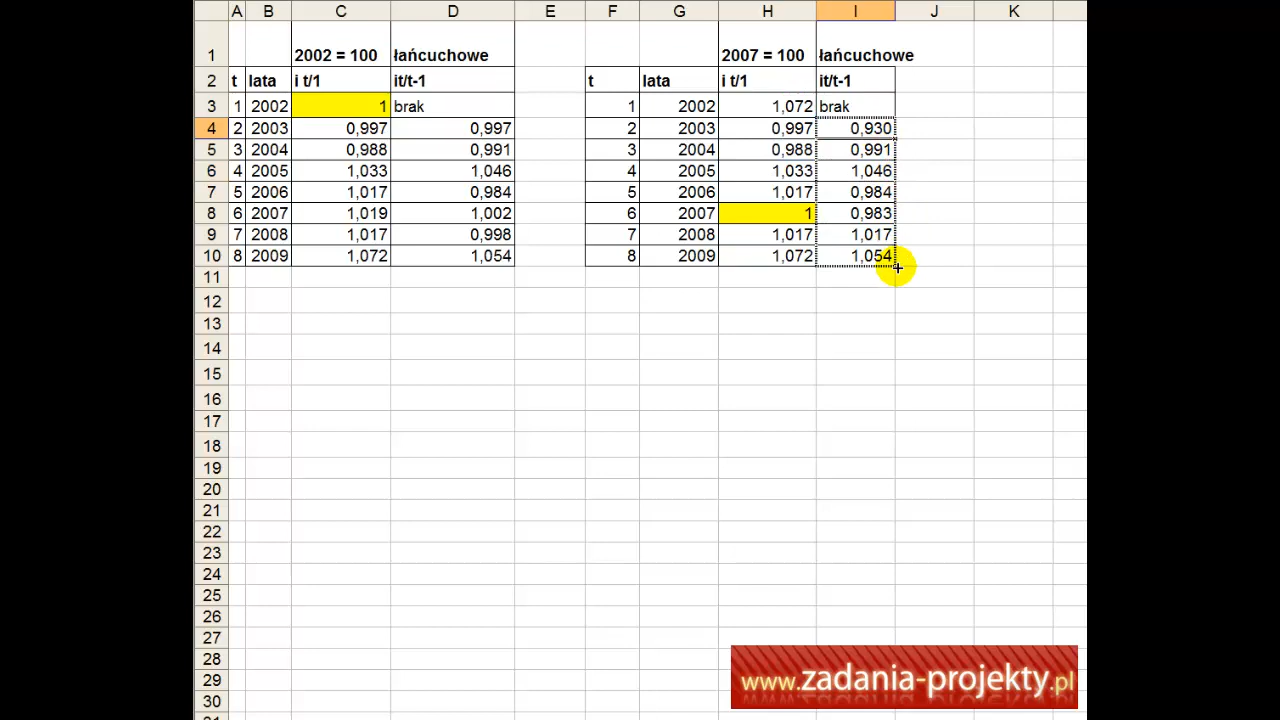 A B C D E F G H I J K
1 2002 = 100 łańcuchowe 2007 = 100 łańcuchowe
2 t lata i t/1 it/t-1 t lata i t/1 it/t-1
3 1 2002 1 brak 1 2002 1,072 brak
4 2 2003 0,997 0,997 2 2003 0,997 0,930
5 3 2004 0,988 0,991 3 2004 0,988 0,991
6 4 2005 1,033 1,046 4 2005 1,033 1,046
7 5 2006 1,017 0,984 5 2006 1,017 0,984
8 6 2007 1,019 1,002 6 2007 1 0,983
9 7 2008 1,017 0,998 7 2008 1,017 1,017
10 8 2009 1,072 1,054 8 2009 1,072 1,054
11
12
13
14
15
16
17
18
19
20
21
22
23
24
25
26
27
28
29
30
www.zadania-projekty.pl